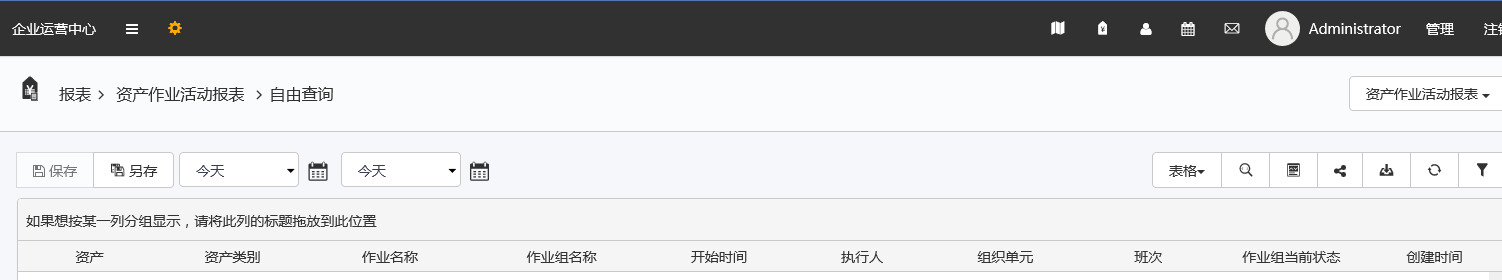 企业运营中心 Administrator 管理
报表 > 资产作业活动报表 > 自由查询 资产作业活动报表
保存 另存 今天 今天 表格
如果想按某一列分组显示，请将此列的标题拖放到此位置
资产 资产类别 作业名称 作业组名称 开始时间 执行人 组织单元 班次 作业组当前状态 创建时间